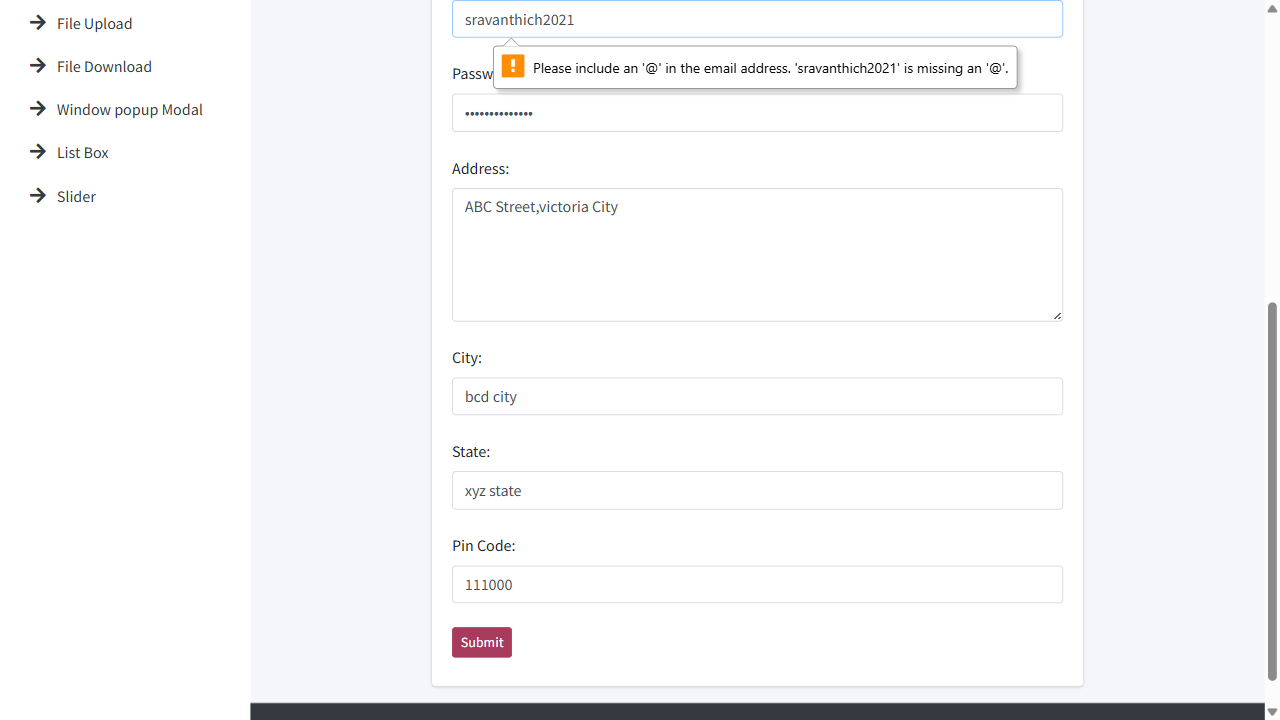 File Upload
File Download
Window popup Modal
List Box
Slider
sravanthich2021
Please include an '@' in the email address. 'sravanthich2021' is missing an '@'.
Passw
••••••••••••••
Address:
ABC Street,victoria City
City:
bcd city
State:
xyz state
Pin Code:
111000
Submit